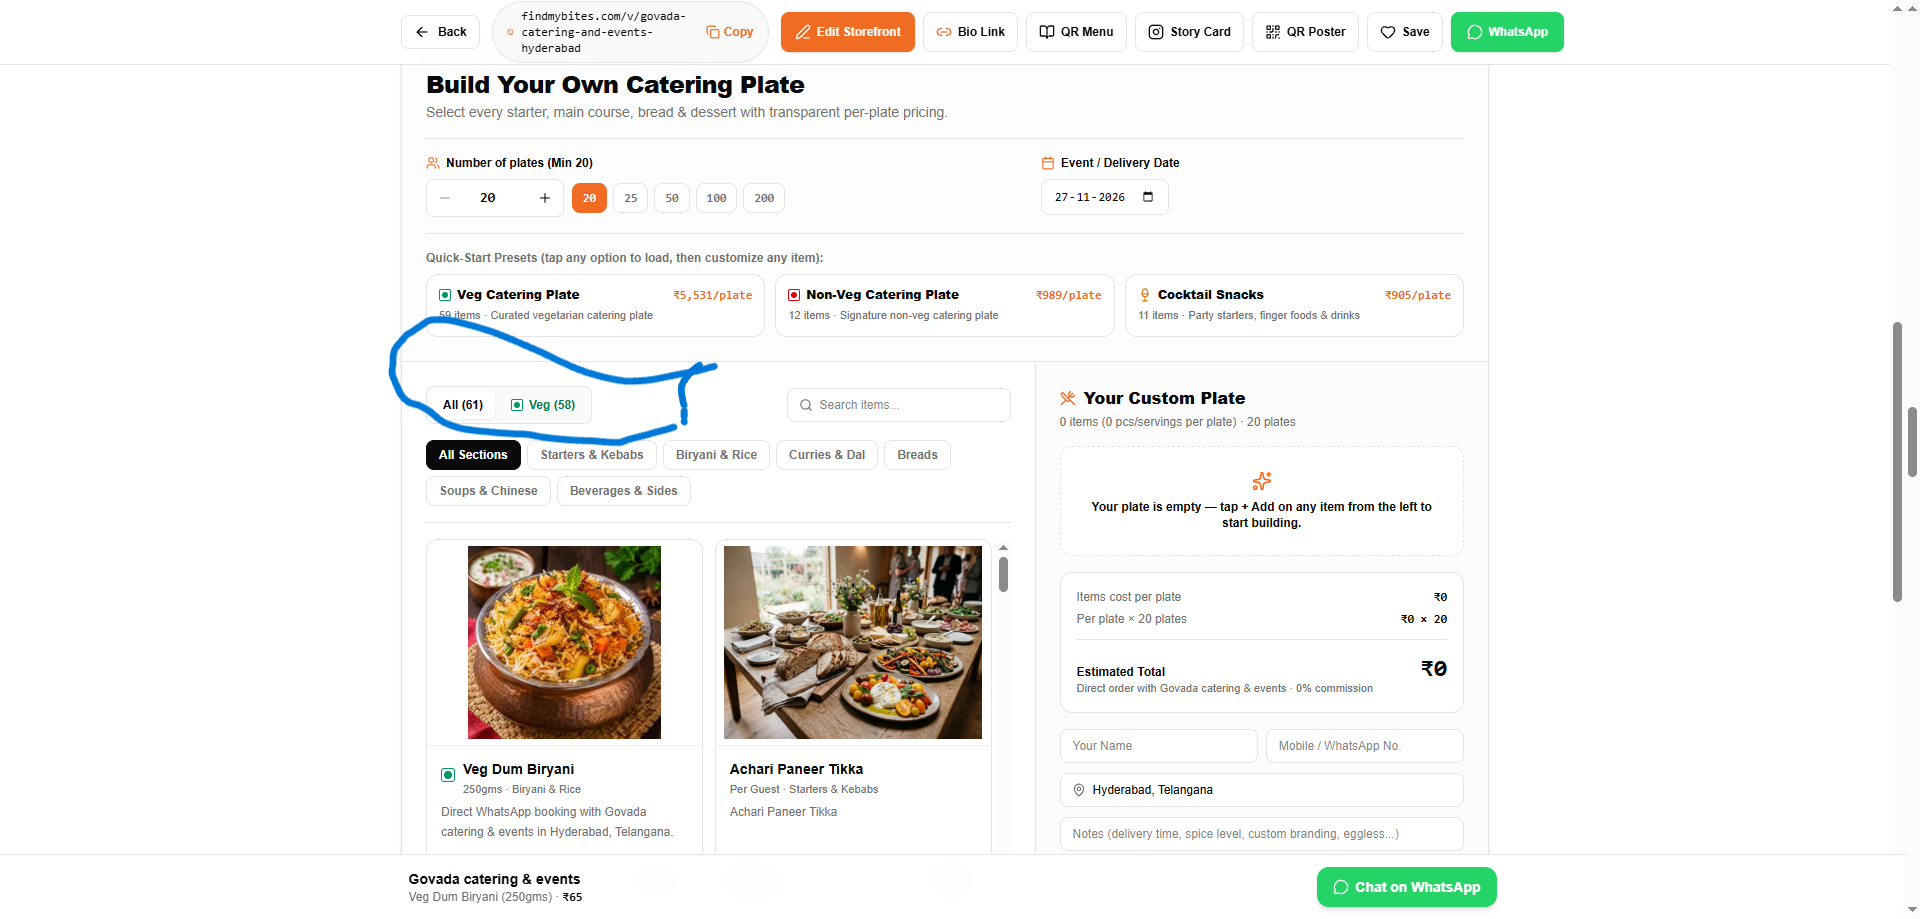 Back
findmybites.com/v/govada-
catering-and-events-
hyderabad
Copy
Edit Storefront
Bio Link
QR Menu
Story Card
QR Poster
Save
WhatsApp
Build Your Own Catering Plate
Select every starter, main course, bread & dessert with transparent per-plate pricing.
Number of plates (Min 20)
Event / Delivery Date
20
20
25
50
100
200
27-11-2026
Quick-Start Presets (tap any option to load, then customize any item):
Veg Catering Plate
₹5,531/plate
59 items · Curated vegetarian catering plate
Non-Veg Catering Plate
₹989/plate
12 items · Signature non-veg catering plate
Cocktail Snacks
₹905/plate
11 items · Party starters, finger foods & drinks
All (61)
Veg (58)
Search items...
All Sections
Starters & Kebabs
Biryani & Rice
Curries & Dal
Breads
Soups & Chinese
Beverages & Sides
Veg Dum Biryani
250gms · Biryani & Rice
Direct WhatsApp booking with Govada
catering & events in Hyderabad, Telangana.
Achari Paneer Tikka
Per Guest · Starters & Kebabs
Achari Paneer Tikka
Your Custom Plate
0 items (0 pcs/servings per plate) · 20 plates
Your plate is empty — tap + Add on any item from the left to
start building.
Items cost per plate
₹0
Per plate × 20 plates
₹0 × 20
Estimated Total
₹0
Direct order with Govada catering & events · 0% commission
Your Name
Mobile / WhatsApp No.
Hyderabad, Telangana
Notes (delivery time, spice level, custom branding, eggless...)
Govada catering & events
Veg Dum Biryani (250gms) · ₹65
Chat on WhatsApp